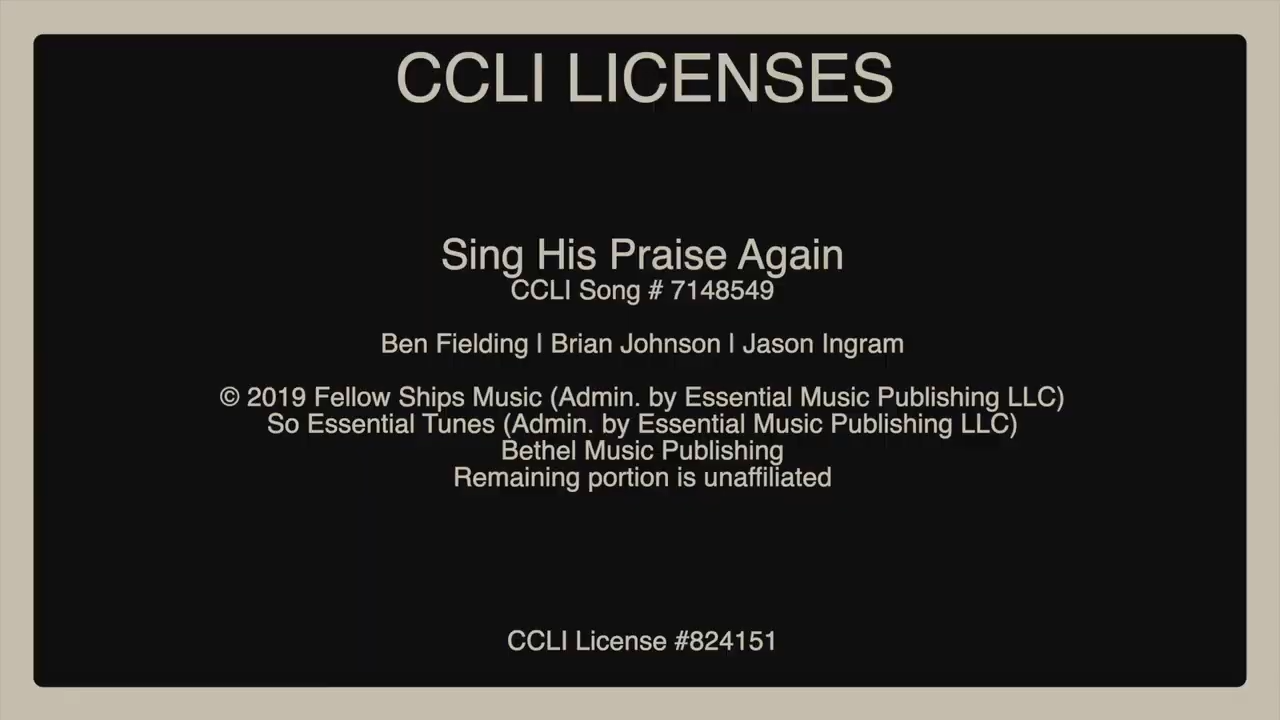 CCLI LICENSES
Sing His Praise Again
CCLI Song # 7148549
Ben Fielding | Brian Johnson | Jason Ingram
© 2019 Fellow Ships Music (Admin. by Essential Music Publishing LLC)
So Essential Tunes (Admin. by Essential Music Publishing LLC)
Bethel Music Publishing
Remaining portion is unaffiliated
CCLI License #824151